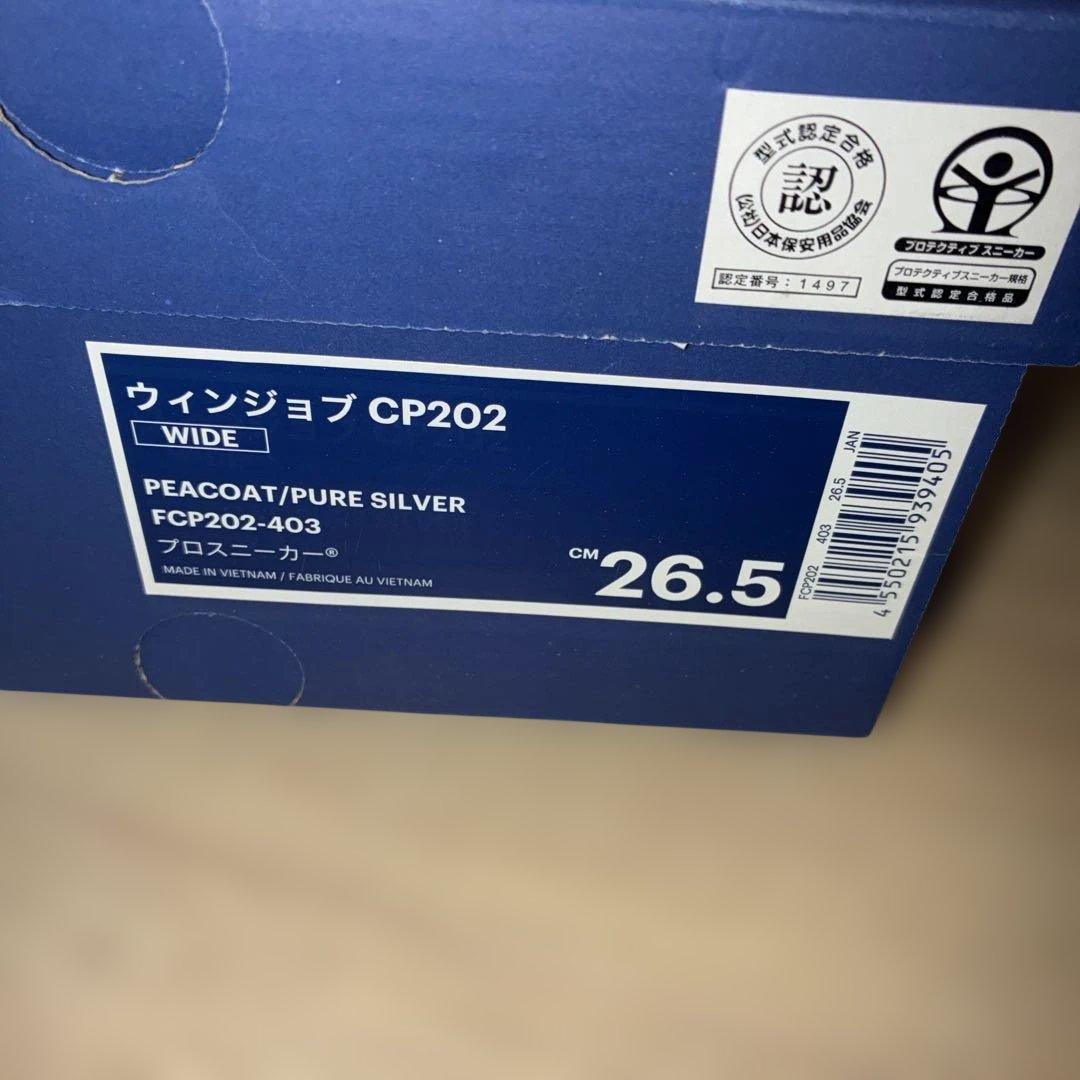 型式認定合格
認
(公社)日本保安用品協会
認定番号：1497
プロテクティブ スニーカー
プロテクティブスニーカー規格
型式認定合格品
ウィンジョブ CP202
WIDE
PEACOAT/PURE SILVER
FCP202-403
プロスニーカー®
MADE IN VIETNAM / FABRIQUE AU VIETNAM
CM 26.5
FCP202 403 26.5 JAN
4550215939405